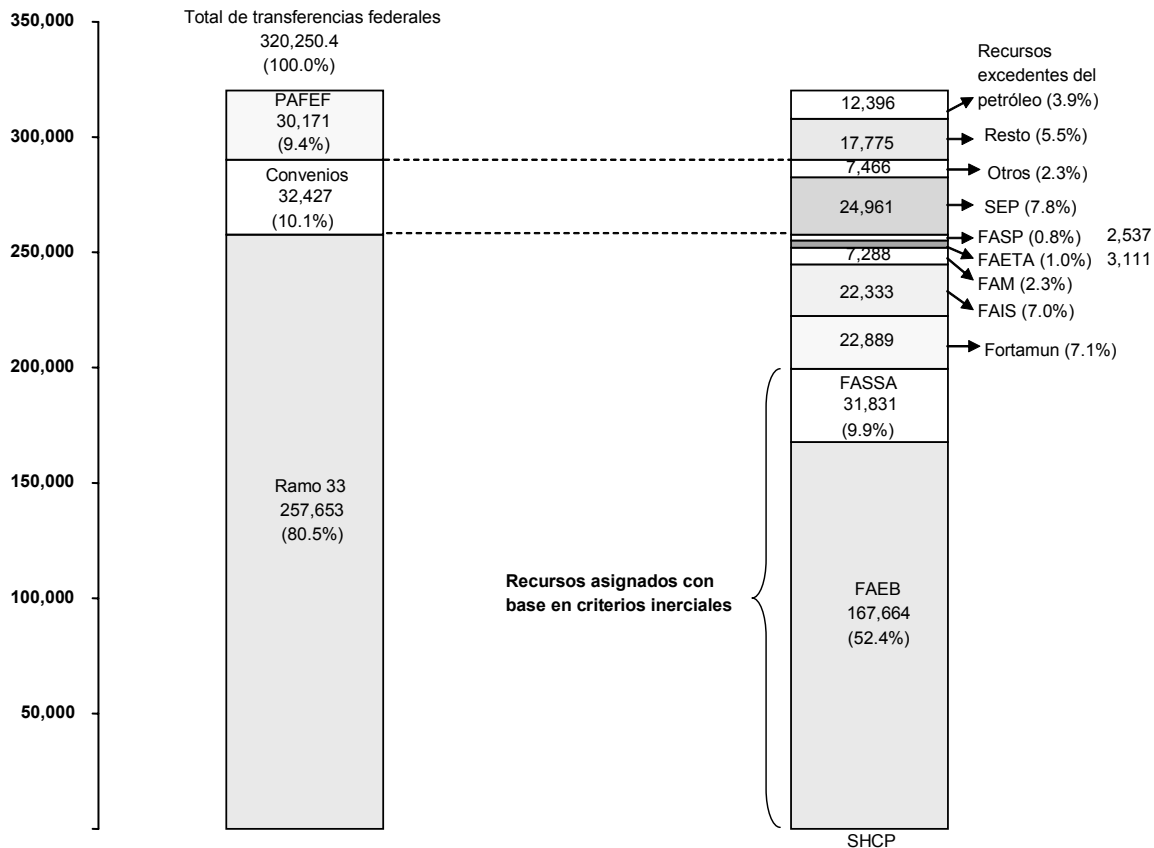 350,000
300,000
250,000
200,000
150,000
100,000
50,000
Total de transferencias federales
320,250.4
(100.0%)
PAFEF
30,171
(9.4%)
Convenios
32,427
(10.1%)
Ramo 33
257,653
(80.5%)
Recursos asignados con
base en criterios inerciales
12,396
17,775
7,466
24,961
7,288
22,333
22,889
FASSA
31,831
(9.9%)
FAEB
167,664
(52.4%)
SHCP
Recursos
excedentes del
petróleo (3.9%)
Resto (5.5%)
Otros (2.3%)
SEP (7.8%)
FASP (0.8%) 2,537
FAETA (1.0%) 3,111
FAM (2.3%)
FAIS (7.0%)
Fortamun (7.1%)